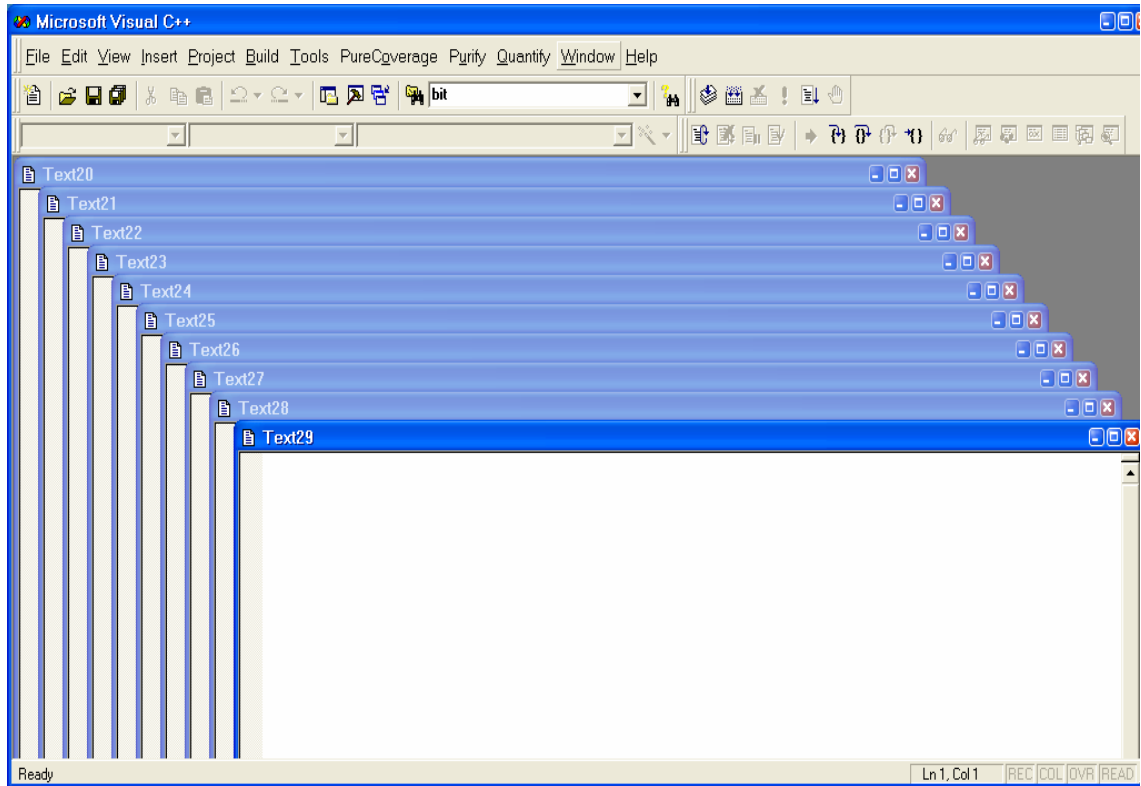 Microsoft Visual C++
File Edit View Insert Project Build Tools PureCoverage Purify Quantify Window Help
bit
Text20
Text21
Text22
Text23
Text24
Text25
Text26
Text27
Text28
Text29
Ready Ln 1, Col 1 REC COL OVR READ